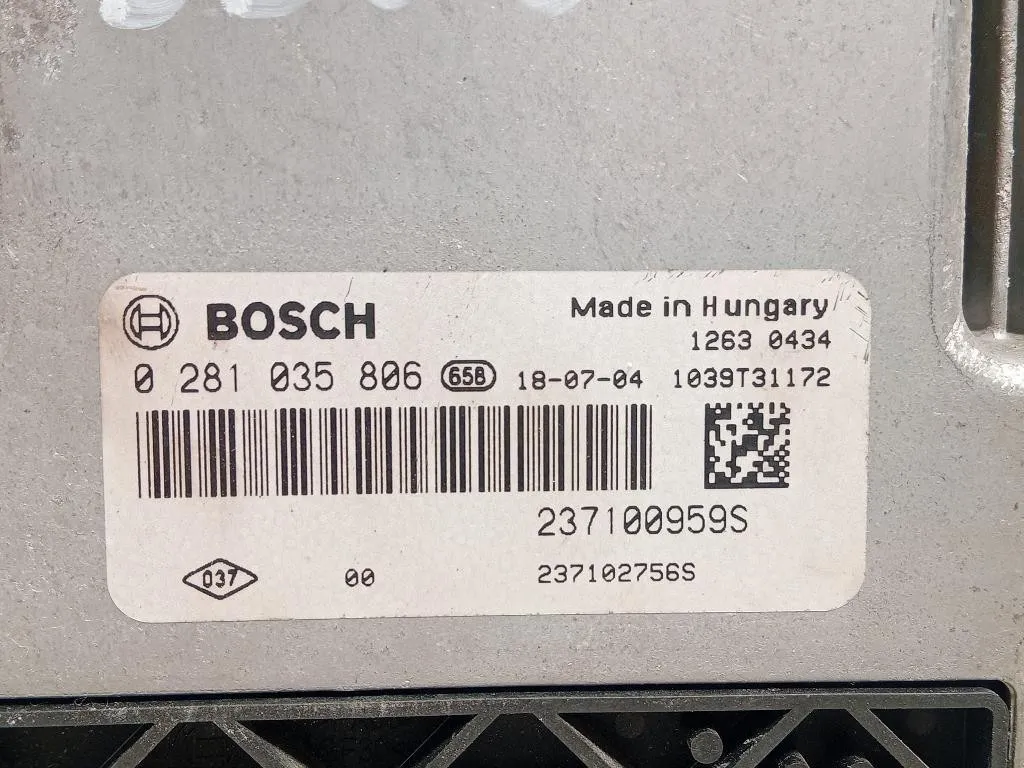 BOSCH
Made in Hungary
1263 0434
0 281 035 806 658 18-07-04 1039T31172
237100959S
037 00 237102756S